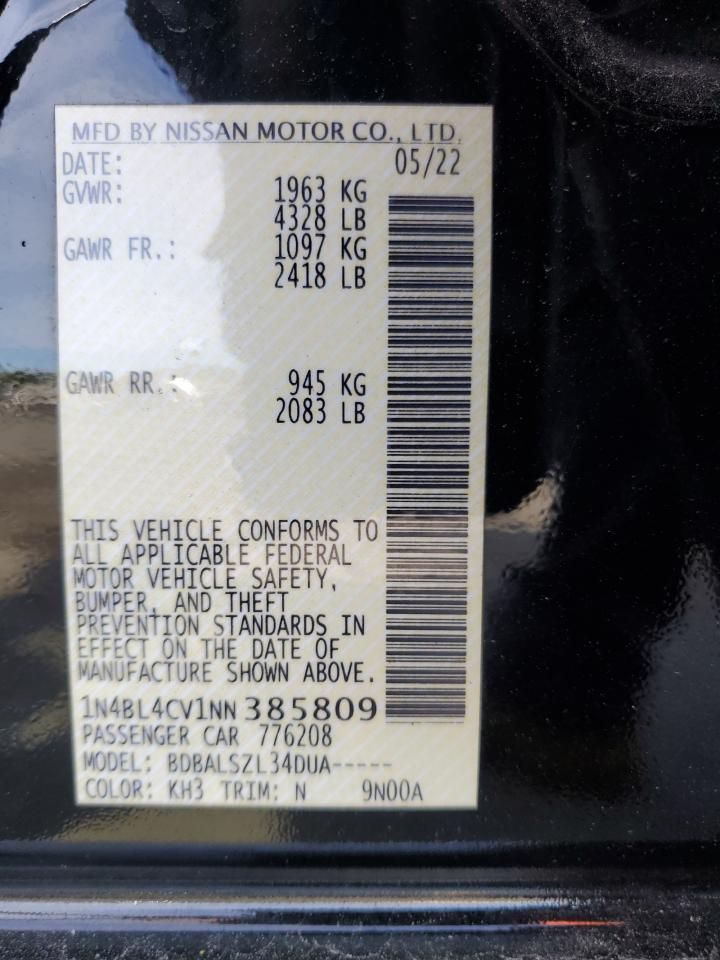 MFD BY NISSAN MOTOR CO., LTD.
DATE: 05/22
GVWR: 1963 KG
4328 LB
GAWR FR.: 1097 KG
2418 LB
GAWR RR.: 945 KG
2083 LB
THIS VEHICLE CONFORMS TO
ALL APPLICABLE FEDERAL
MOTOR VEHICLE SAFETY,
BUMPER, AND THEFT
PREVENTION STANDARDS IN
EFFECT ON THE DATE OF
MANUFACTURE SHOWN ABOVE.
1N4BL4CV1NN385809
PASSENGER CAR 776208
MODEL: BDBALSZL34DUA-----
COLOR: KH3 TRIM: N 9N00A